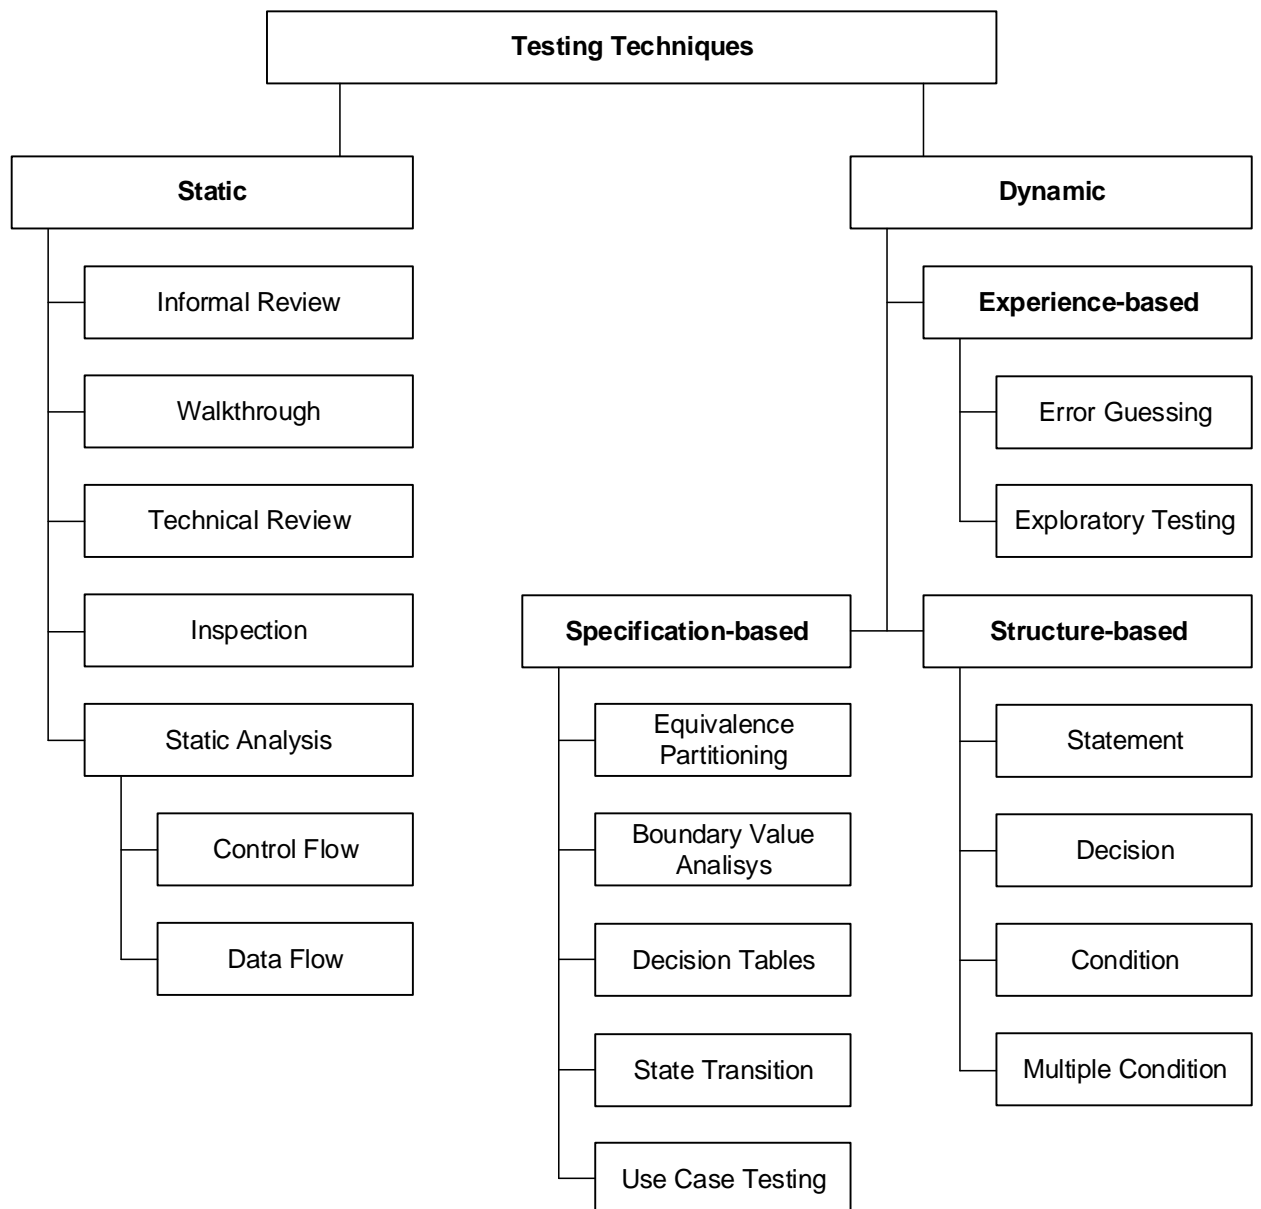 Testing Techniques
Static
Informal Review
Walkthrough
Technical Review
Inspection
Static Analysis
Control Flow
Data Flow
Dynamic
Experience-based
Error Guessing
Exploratory Testing
Specification-based
Equivalence
Partitioning
Boundary Value
Analisys
Decision Tables
State Transition
Use Case Testing
Structure-based
Statement
Decision
Condition
Multiple Condition